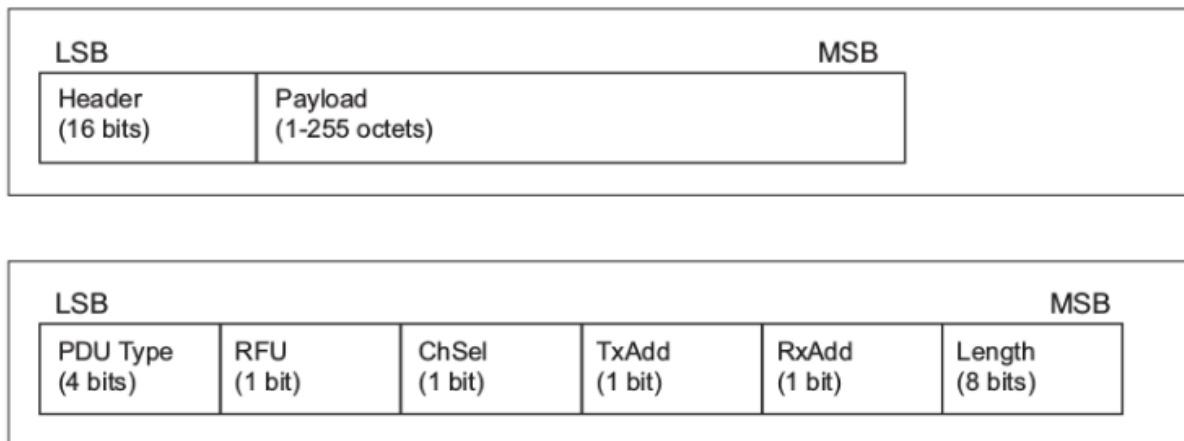 LSB MSB
Header Payload
(16 bits) (1-255 octets)
LSB MSB
PDU Type RFU ChSel TxAdd RxAdd Length
(4 bits) (1 bit) (1 bit) (1 bit) (1 bit) (8 bits)